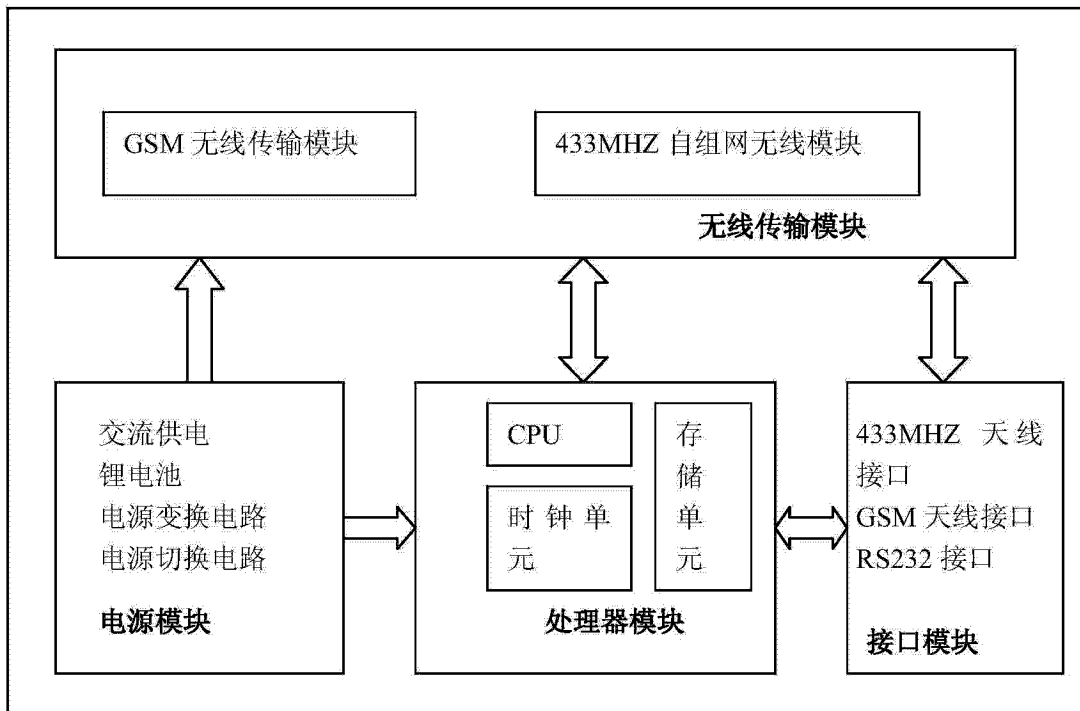 GSM 无线传输模块
433MHZ 自组网无线模块
无线传输模块
交流供电
锂电池
电源变换电路
电源切换电路
电源模块
CPU
时钟单
元
存
储
单
元
处理器模块
433MHZ 天线
接口
GSM 天线接口
RS232 接口
接口模块